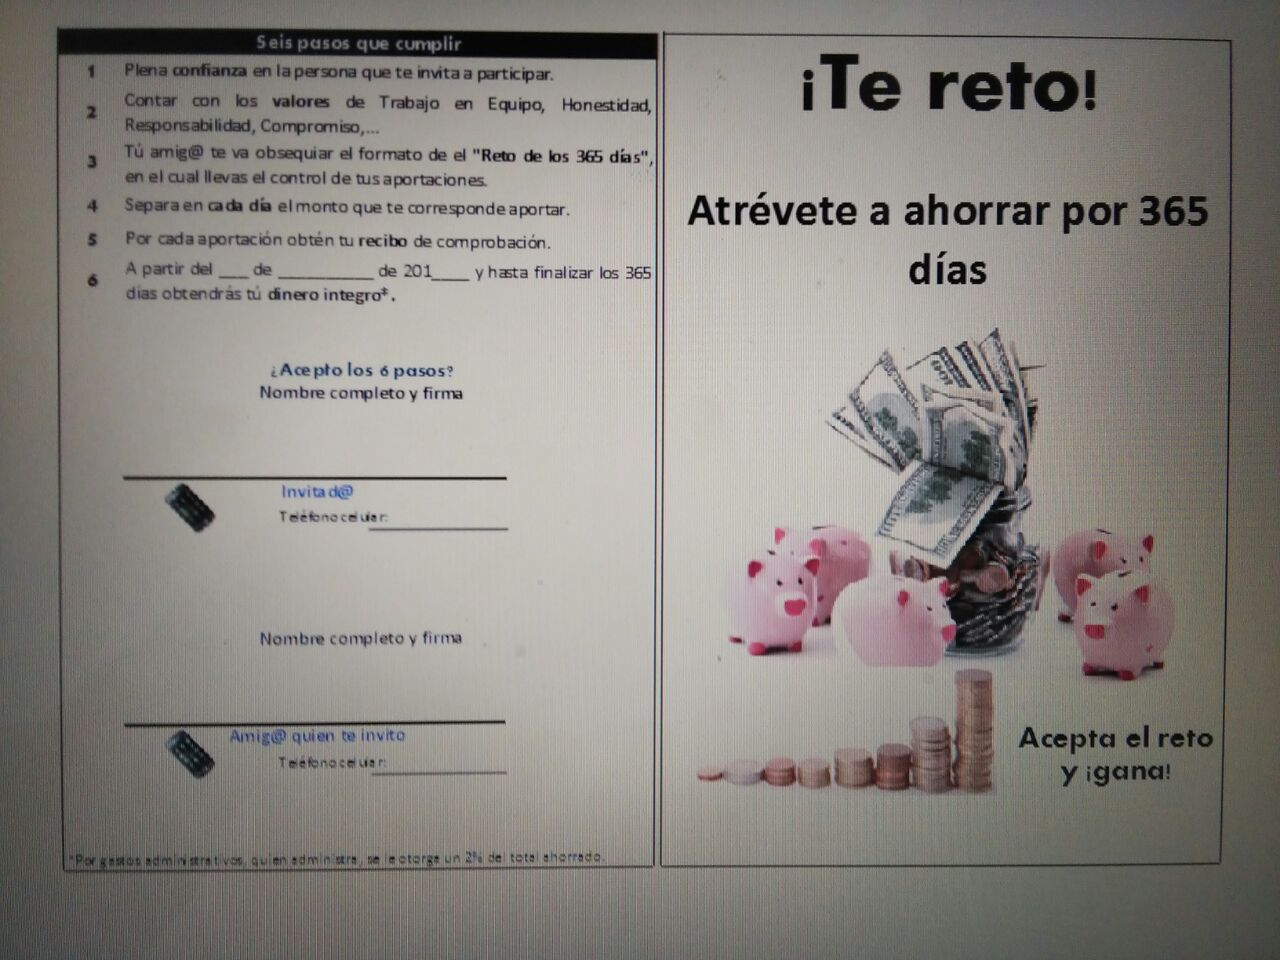 Seis pasos que cumplir
1 Plena confianza en la persona que te invita a participar.
2 Contar con los valores de Trabajo en Equipo, Honestidad,
Responsabilidad, Compromiso,...
3 Tú amig@ te va obsequiar el formato de el "Reto de los 365 días",
en el cual llevas el control de tus aportaciones.
4 Separa en cada día el monto que te corresponde aportar.
5 Por cada aportación obtén tu recibo de comprobación.
6 A partir del ___ de __________ de 201____ y hasta finalizar los 365
días obtendrás tú dinero integro*.
¿Acepto los 6 pasos?
Nombre completo y firma
Invitad@
Teléfono celular:
Nombre completo y firma
Amig@ quien te invito
Teléfono celular:
*Por gastos administrativos, quien administra, se le otorga un 2% del total ahorrado.
¡Te reto!
Atrévete a ahorrar por 365
días
Acepta el reto
y ¡gana!